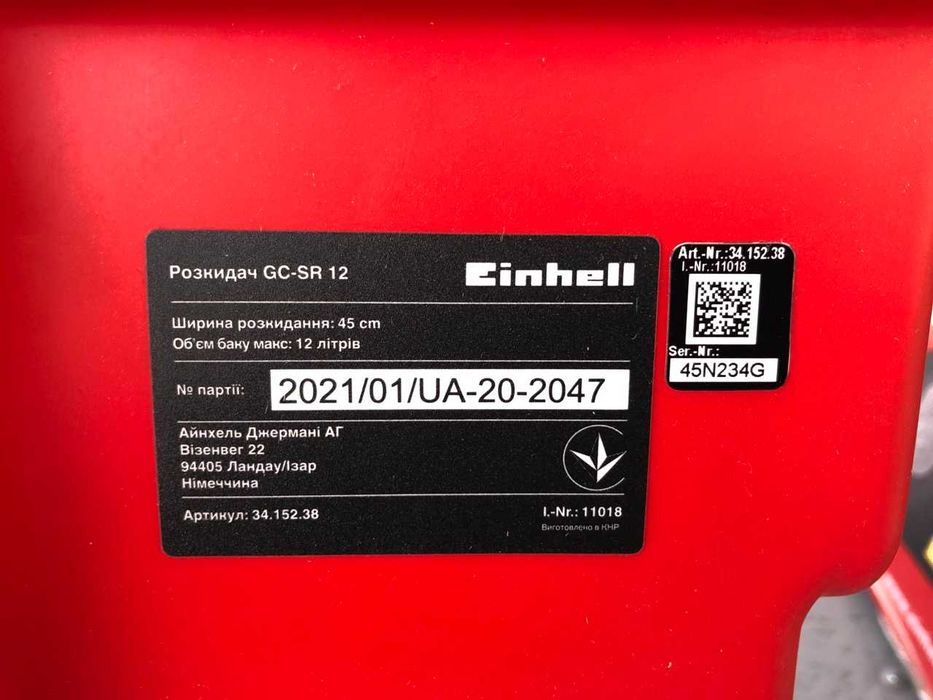 Розкидач GC-SR 12
Einhell
Ширина розкидання: 45 cm
Об'єм баку макс: 12 літрів
№ партії:
2021/01/UA-20-2047
Айнхель Джермані АГ
Візенвег 22
94405 Ландау/Ізар
Німеччина
Артикул: 34.152.38
I.-Nr.: 11018
Виготовлено в КНР
Art.-Nr.:34.152.38
I.-Nr.:11018
Ser.-Nr.:
45N234G